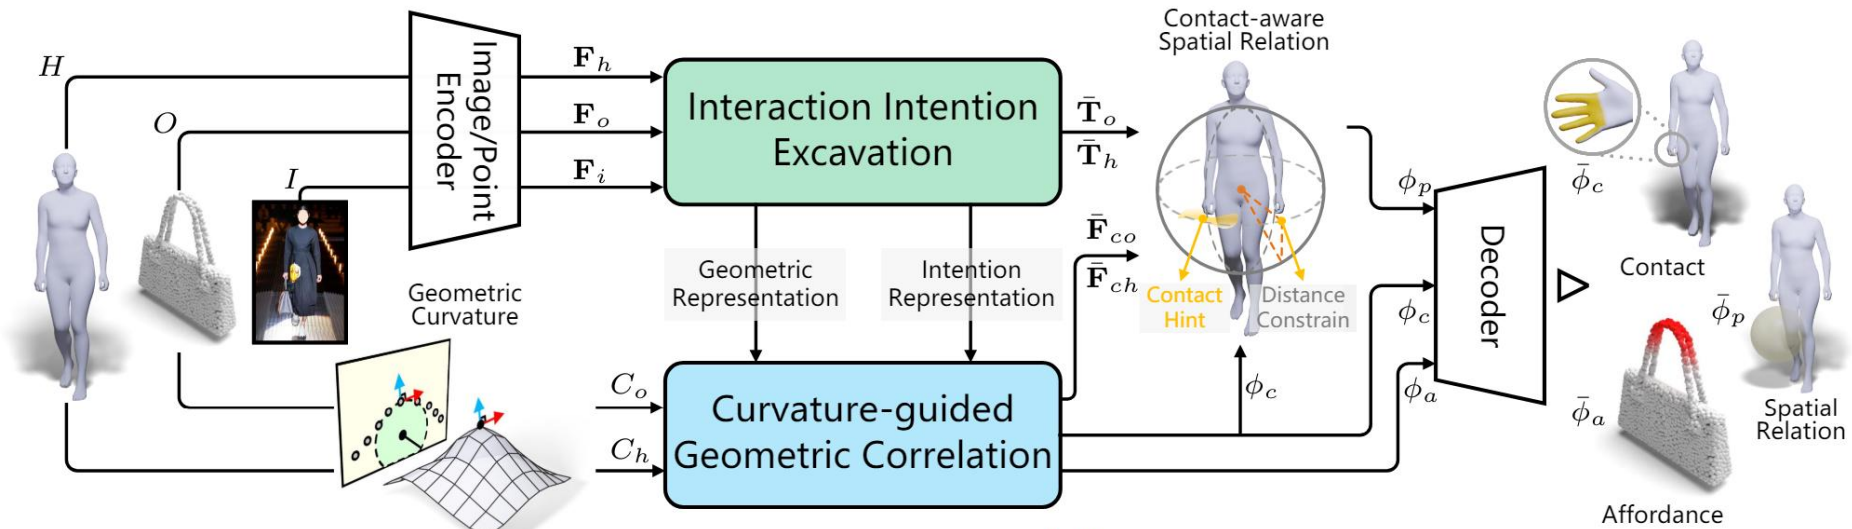 H
O
I
Image/Point
Encoder
F_h
F_o
F_i
Interaction Intention
Excavation
T̄_o
T̄_h
Contact-aware
Spatial Relation
Geometric
Representation
Intention
Representation
F̄_co
F̄_ch
Contact
Hint
Distance
Constrain
Geometric
Curvature
C_o
C_h
Curvature-guided
Geometric Correlation
ϕ_c
ϕ_p
ϕ_c
ϕ_a
Decoder
ϕ̄_c
Contact
ϕ̄_p
Spatial
Relation
ϕ̄_a
Affordance